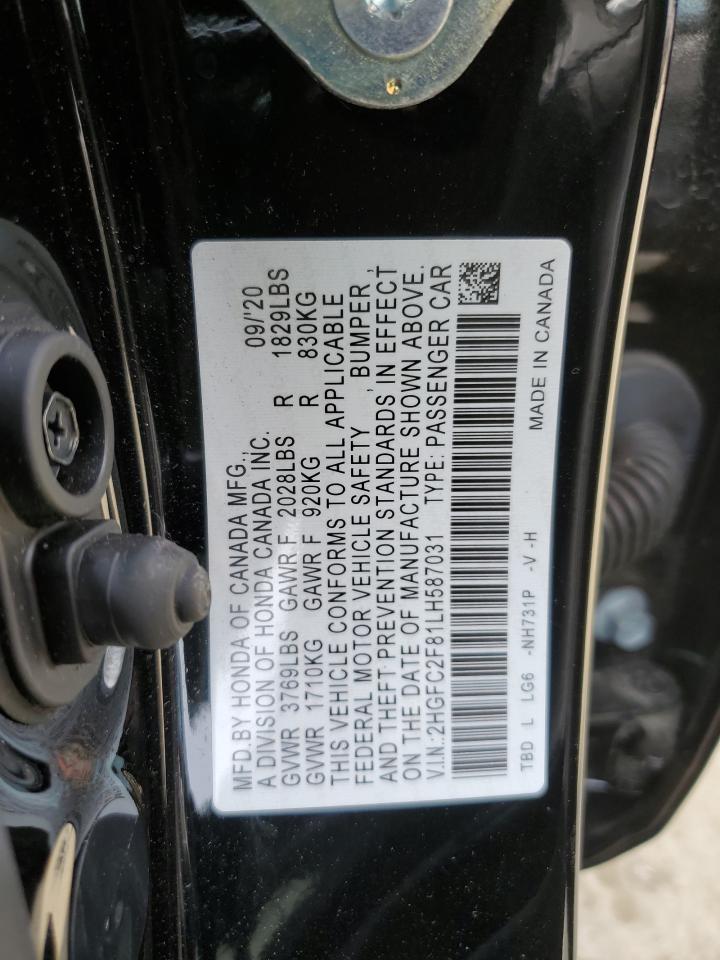 MFD.BY HONDA OF CANADA MFG., 09/'20
A DIVISION OF HONDA CANADA INC.
GVWR 3769LBS GAWR F 2028LBS R 1829LBS
GVWR 1710KG GAWR F 920KG R 830KG
THIS VEHICLE CONFORMS TO ALL APPLICABLE
FEDERAL MOTOR VEHICLE SAFETY , BUMPER ,
AND THEFT PREVENTION STANDARDS IN EFFECT
ON THE DATE OF MANUFACTURE SHOWN ABOVE.
V.I.N.:2HGFC2F81LH587031 TYPE: PASSENGER CAR
TBD L LG6 -NH731P -V -H MADE IN CANADA